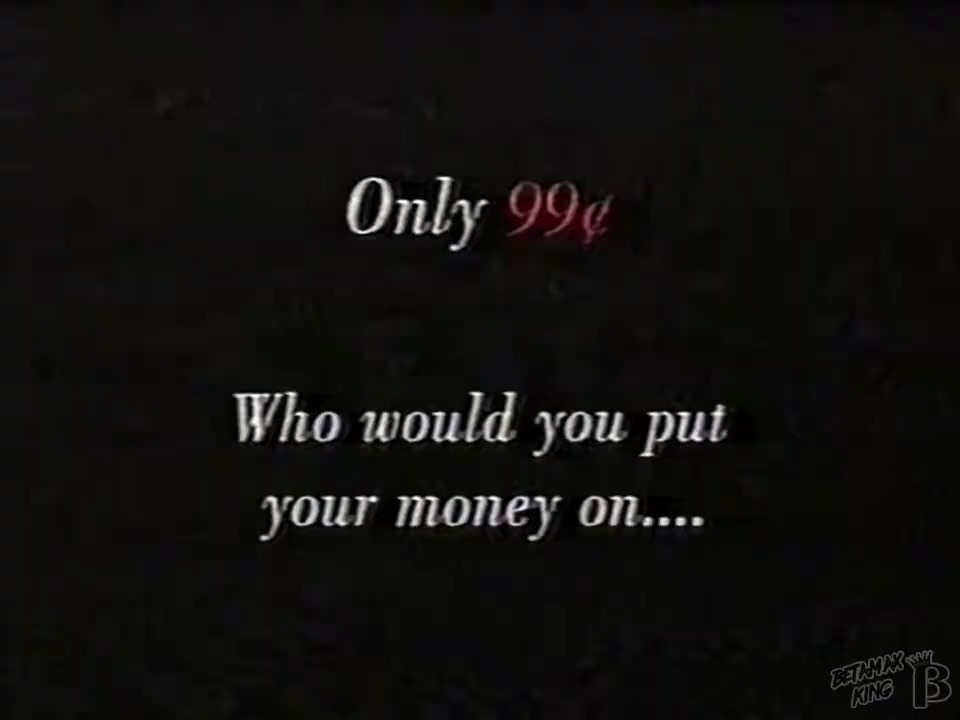 Only 99¢
Who would you put
your money on....
BETAMAX
KING
B